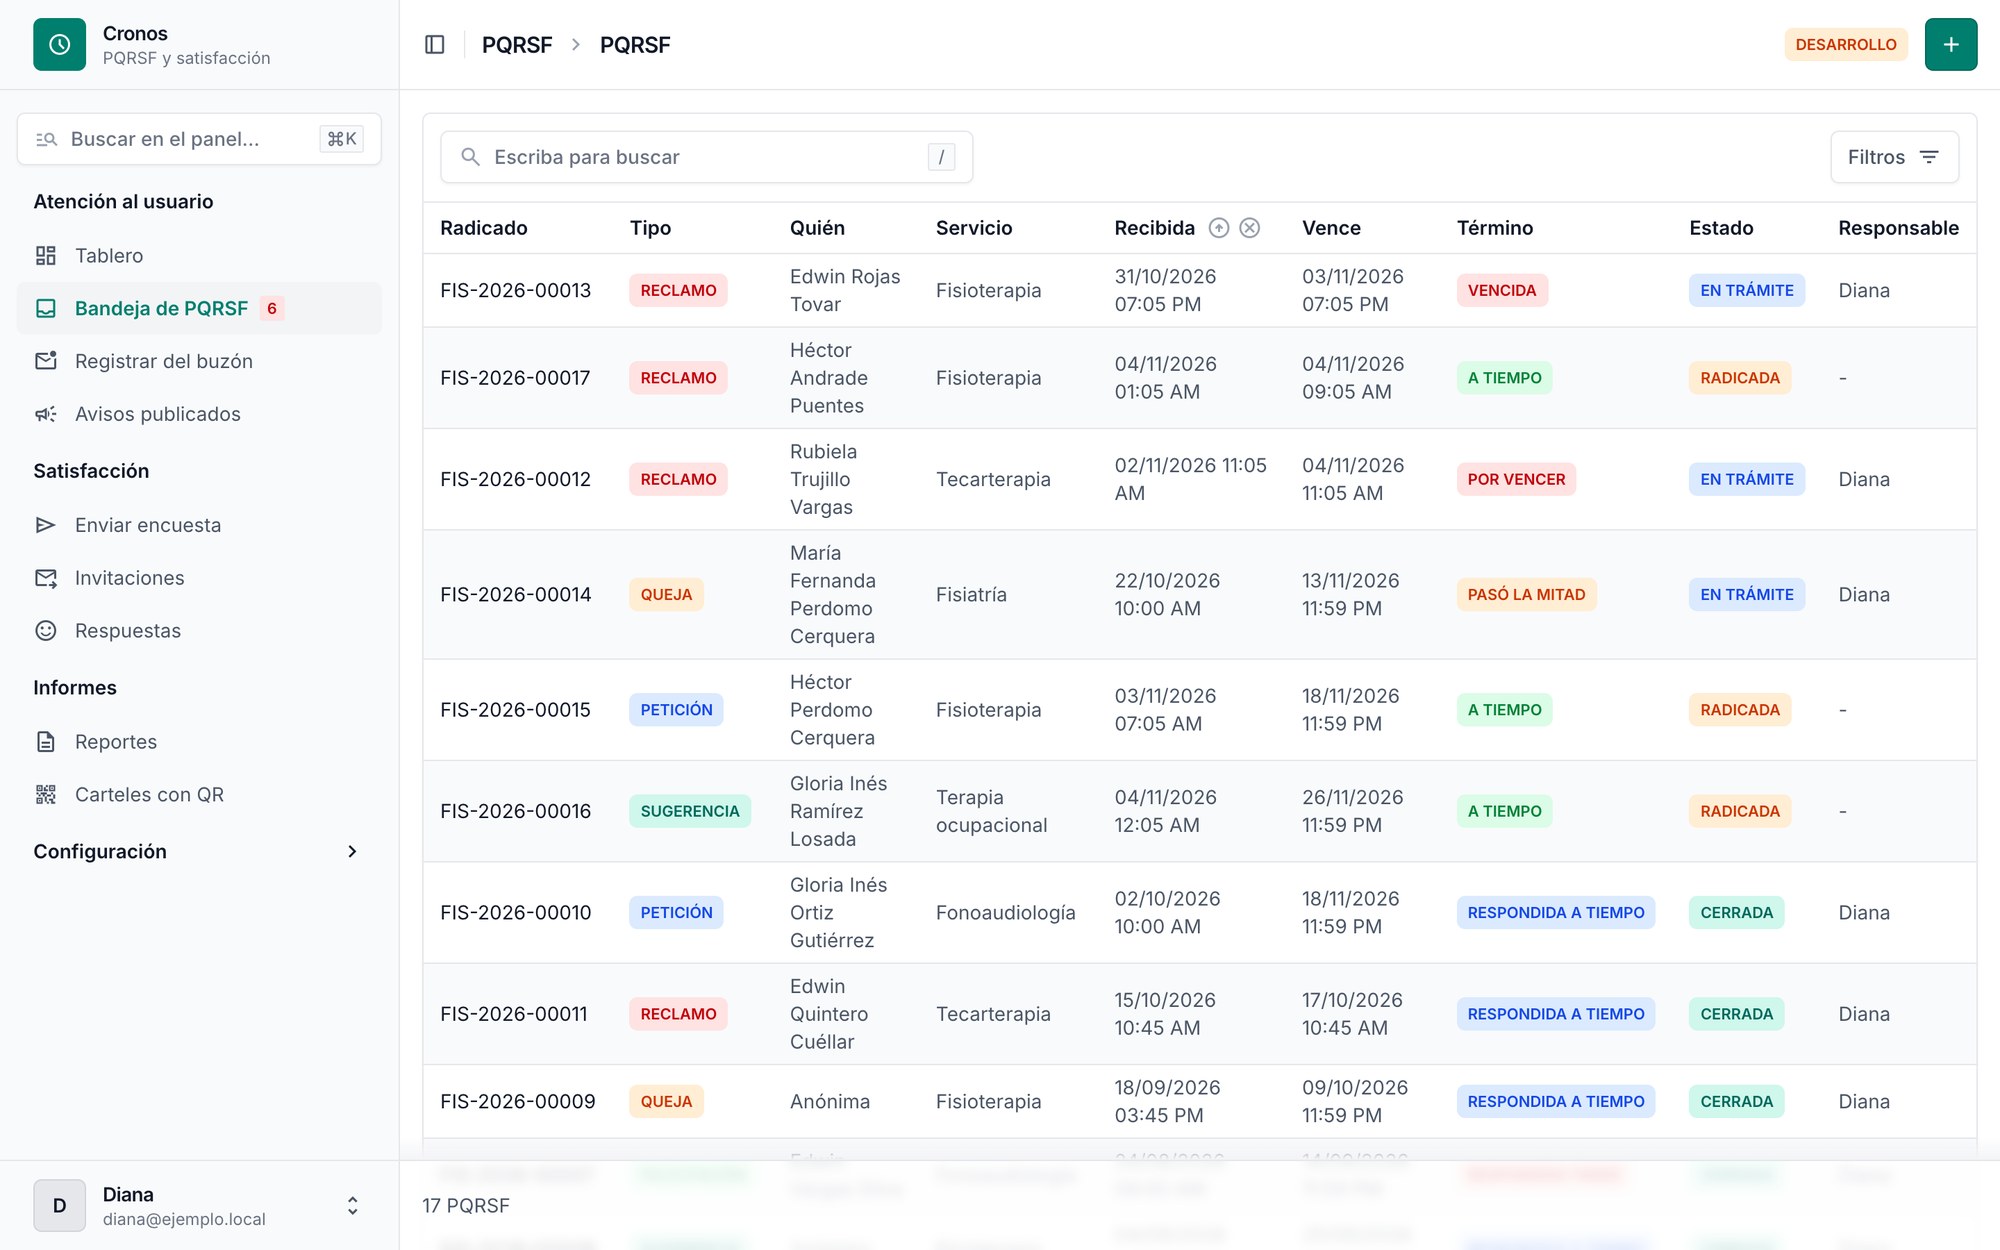 Cronos
PQRSF y satisfacción
Buscar en el panel...
⌘K
Atención al usuario
Tablero
Bandeja de PQRSF 6
Registrar del buzón
Avisos publicados
Satisfacción
Enviar encuesta
Invitaciones
Respuestas
Informes
Reportes
Carteles con QR
Configuración
D
Diana
diana@ejemplo.local
PQRSF > PQRSF
DESARROLLO
+
Escriba para buscar
/
Filtros
Radicado Tipo Quién Servicio Recibida Vence Término Estado Responsable
FIS-2026-00013 RECLAMO Edwin Rojas Tovar Fisioterapia 31/10/2026 07:05 PM 03/11/2026 07:05 PM VENCIDA EN TRÁMITE Diana
FIS-2026-00017 RECLAMO Héctor Andrade Puentes Fisioterapia 04/11/2026 01:05 AM 04/11/2026 09:05 AM A TIEMPO RADICADA -
FIS-2026-00012 RECLAMO Rubiela Trujillo Vargas Tecarterapia 02/11/2026 11:05 AM 04/11/2026 11:05 AM POR VENCER EN TRÁMITE Diana
FIS-2026-00014 QUEJA María Fernanda Perdomo Cerquera Fisiatría 22/10/2026 10:00 AM 13/11/2026 11:59 PM PASÓ LA MITAD EN TRÁMITE Diana
FIS-2026-00015 PETICIÓN Héctor Perdomo Cerquera Fisioterapia 03/11/2026 07:05 AM 18/11/2026 11:59 PM A TIEMPO RADICADA -
FIS-2026-00016 SUGERENCIA Gloria Inés Ramírez Losada Terapia ocupacional 04/11/2026 12:05 AM 26/11/2026 11:59 PM A TIEMPO RADICADA -
FIS-2026-00010 PETICIÓN Gloria Inés Ortiz Gutiérrez Fonoaudiología 02/10/2026 10:00 AM 18/11/2026 11:59 PM RESPONDIDA A TIEMPO CERRADA Diana
FIS-2026-00011 RECLAMO Edwin Quintero Cuéllar Tecarterapia 15/10/2026 10:45 AM 17/10/2026 10:45 AM RESPONDIDA A TIEMPO CERRADA Diana
FIS-2026-00009 QUEJA Anónima Fisioterapia 18/09/2026 03:45 PM 09/10/2026 11:59 PM RESPONDIDA A TIEMPO CERRADA Diana
17 PQRSF